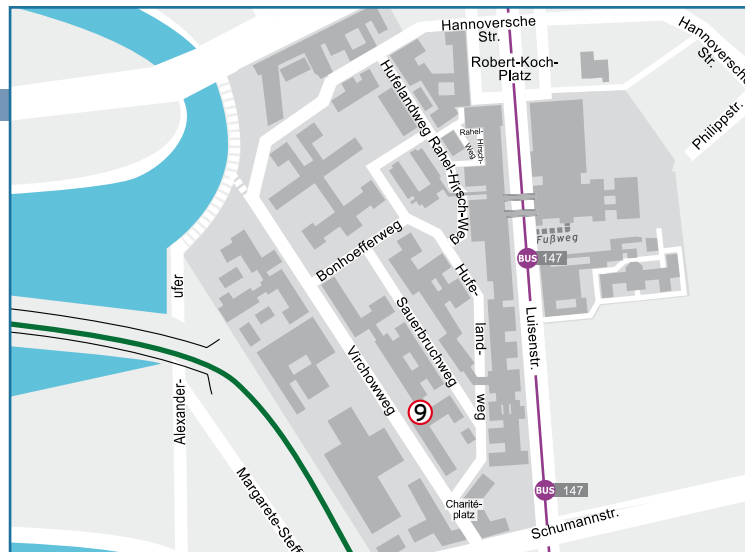 Hannoversche
Str.
Robert-Koch-
Platz
Hannoversche
Str.
Philippstr.
Hufelandweg
Rahel-Hirsch-Weg
Rahel-
Hirsch-
Weg
Fußweg
BUS 147
Bonhoefferweg
Hufe-
land-
weg
Sauerbruchweg
Virchowweg
Luisenstr.
ufer
Alexander-
9
Margarete-Steff
Charité-
platz
BUS 147
Schumannstr.